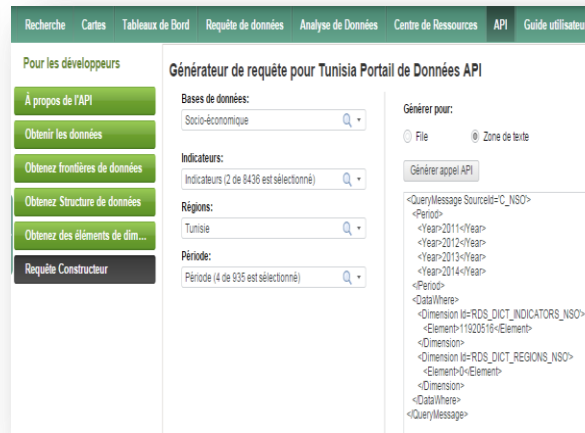 Recherche Cartes Tableaux de Bord Requête de données Analyse de Données Centre de Ressources API Guide utilisateu
Pour les développeurs
À propos de l'API
Obtenir les données
Obtenez frontières de données
Obtenez Structure de données
Obtenez des éléments de dim...
Requête Constructeur
Générateur de requête pour Tunisia Portail de Données API
Bases de données:
Socio-économique
Indicateurs:
Indicateurs (2 de 8436 est sélectionné)
Régions:
Tunisie
Période:
Période (4 de 935 est sélectionné)
Générer pour:
File Zone de texte
Générer appel API
<QueryMessage SourceId='C_NSO'>
<Period>
<Year>2011</Year>
<Year>2012</Year>
<Year>2013</Year>
<Year>2014</Year>
</Period>
<DataWhere>
<Dimension Id='RDS_DICT_INDICATORS_NSO'>
<Element>11920516</Element>
</Dimension>
<Dimension Id='RDS_DICT_REGIONS_NSO'>
<Element>0</Element>
</Dimension>
</DataWhere>
</QueryMessage>